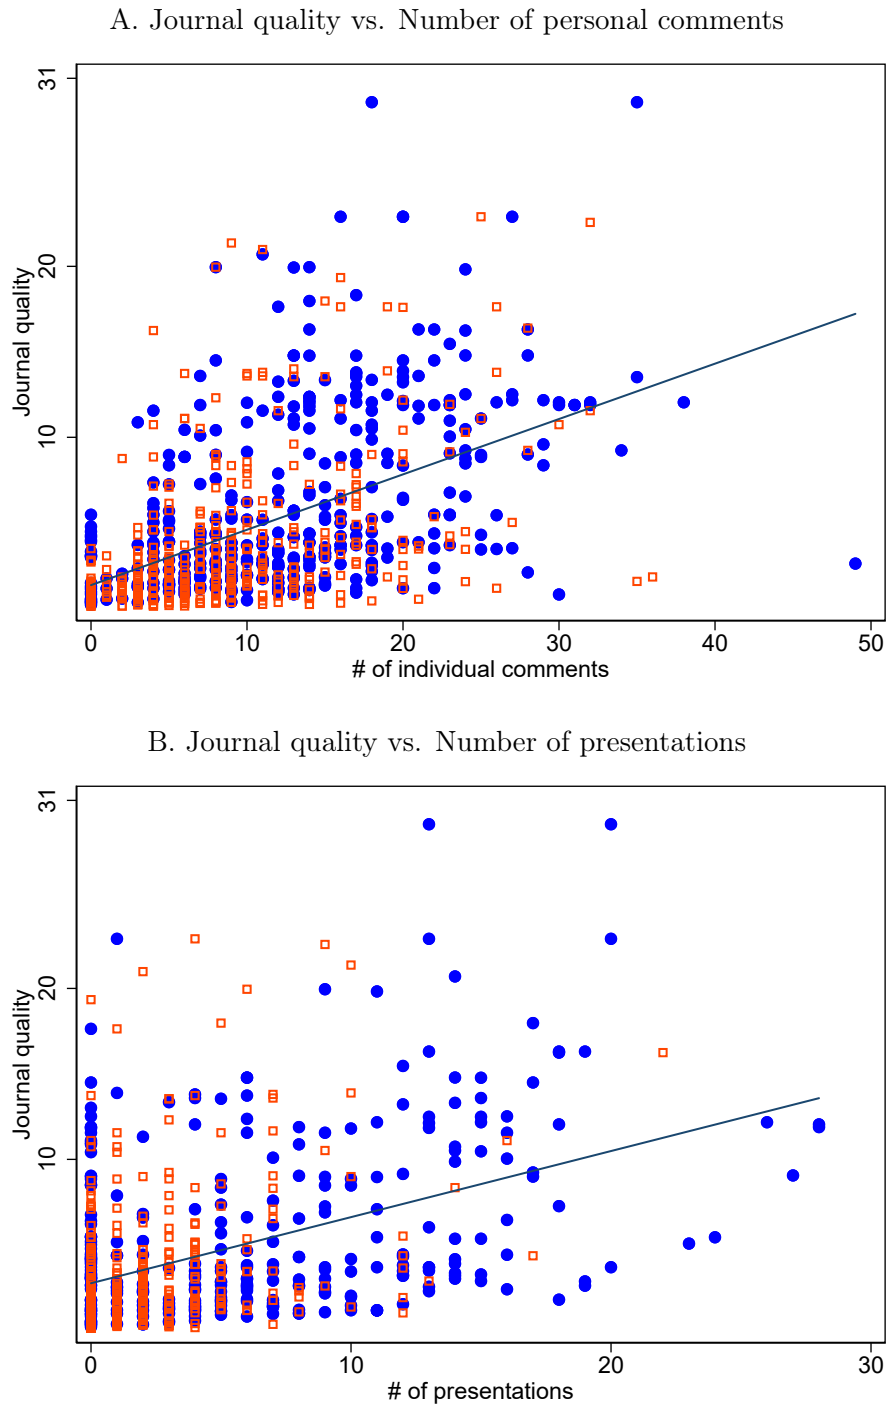 A. Journal quality vs. Number of personal comments
31
20
10
Journal quality
0 10 20 30 40 50
# of individual comments
B. Journal quality vs. Number of presentations
31
20
10
Journal quality
0 10 20 30
# of presentations